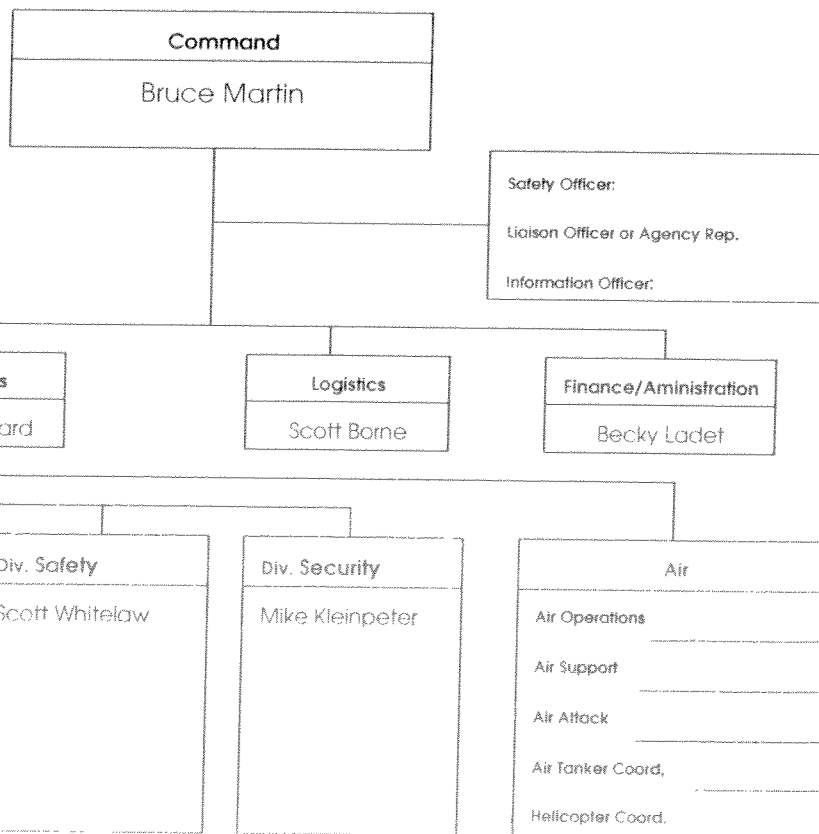 Command
Bruce Martin
Safety Officer:
Liaison Officer or Agency Rep.
Information Officer:
s
ard
Logistics
Scott Borne
Finance/Aministration
Becky Ladet
Div. Safety
Scott Whitelaw
Div. Security
Mike Kleinpeter
Air
Air Operations
Air Support
Air Attack
Air Tanker Coord.
Helicopter Coord.